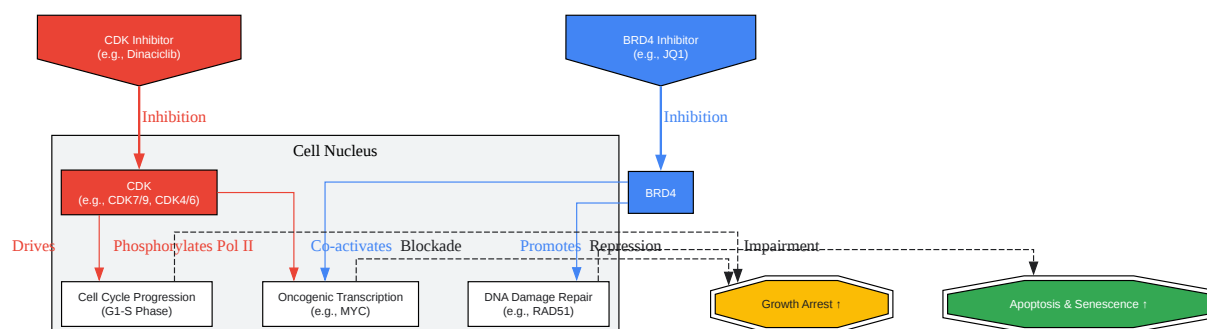 CDK Inhibitor
(e.g., Dinaciclib)
BRD4 Inhibitor
(e.g., JQ1)
Inhibition
Inhibition
Cell Nucleus
CDK
(e.g., CDK7/9, CDK4/6)
BRD4
Drives
Phosphorylates Pol II
Co-activates
Blockade
Promotes
Repression
Impairment
Cell Cycle Progression
(G1-S Phase)
Oncogenic Transcription
(e.g., MYC)
DNA Damage Repair
(e.g., RAD51)
Growth Arrest ↑
Apoptosis & Senescence ↑